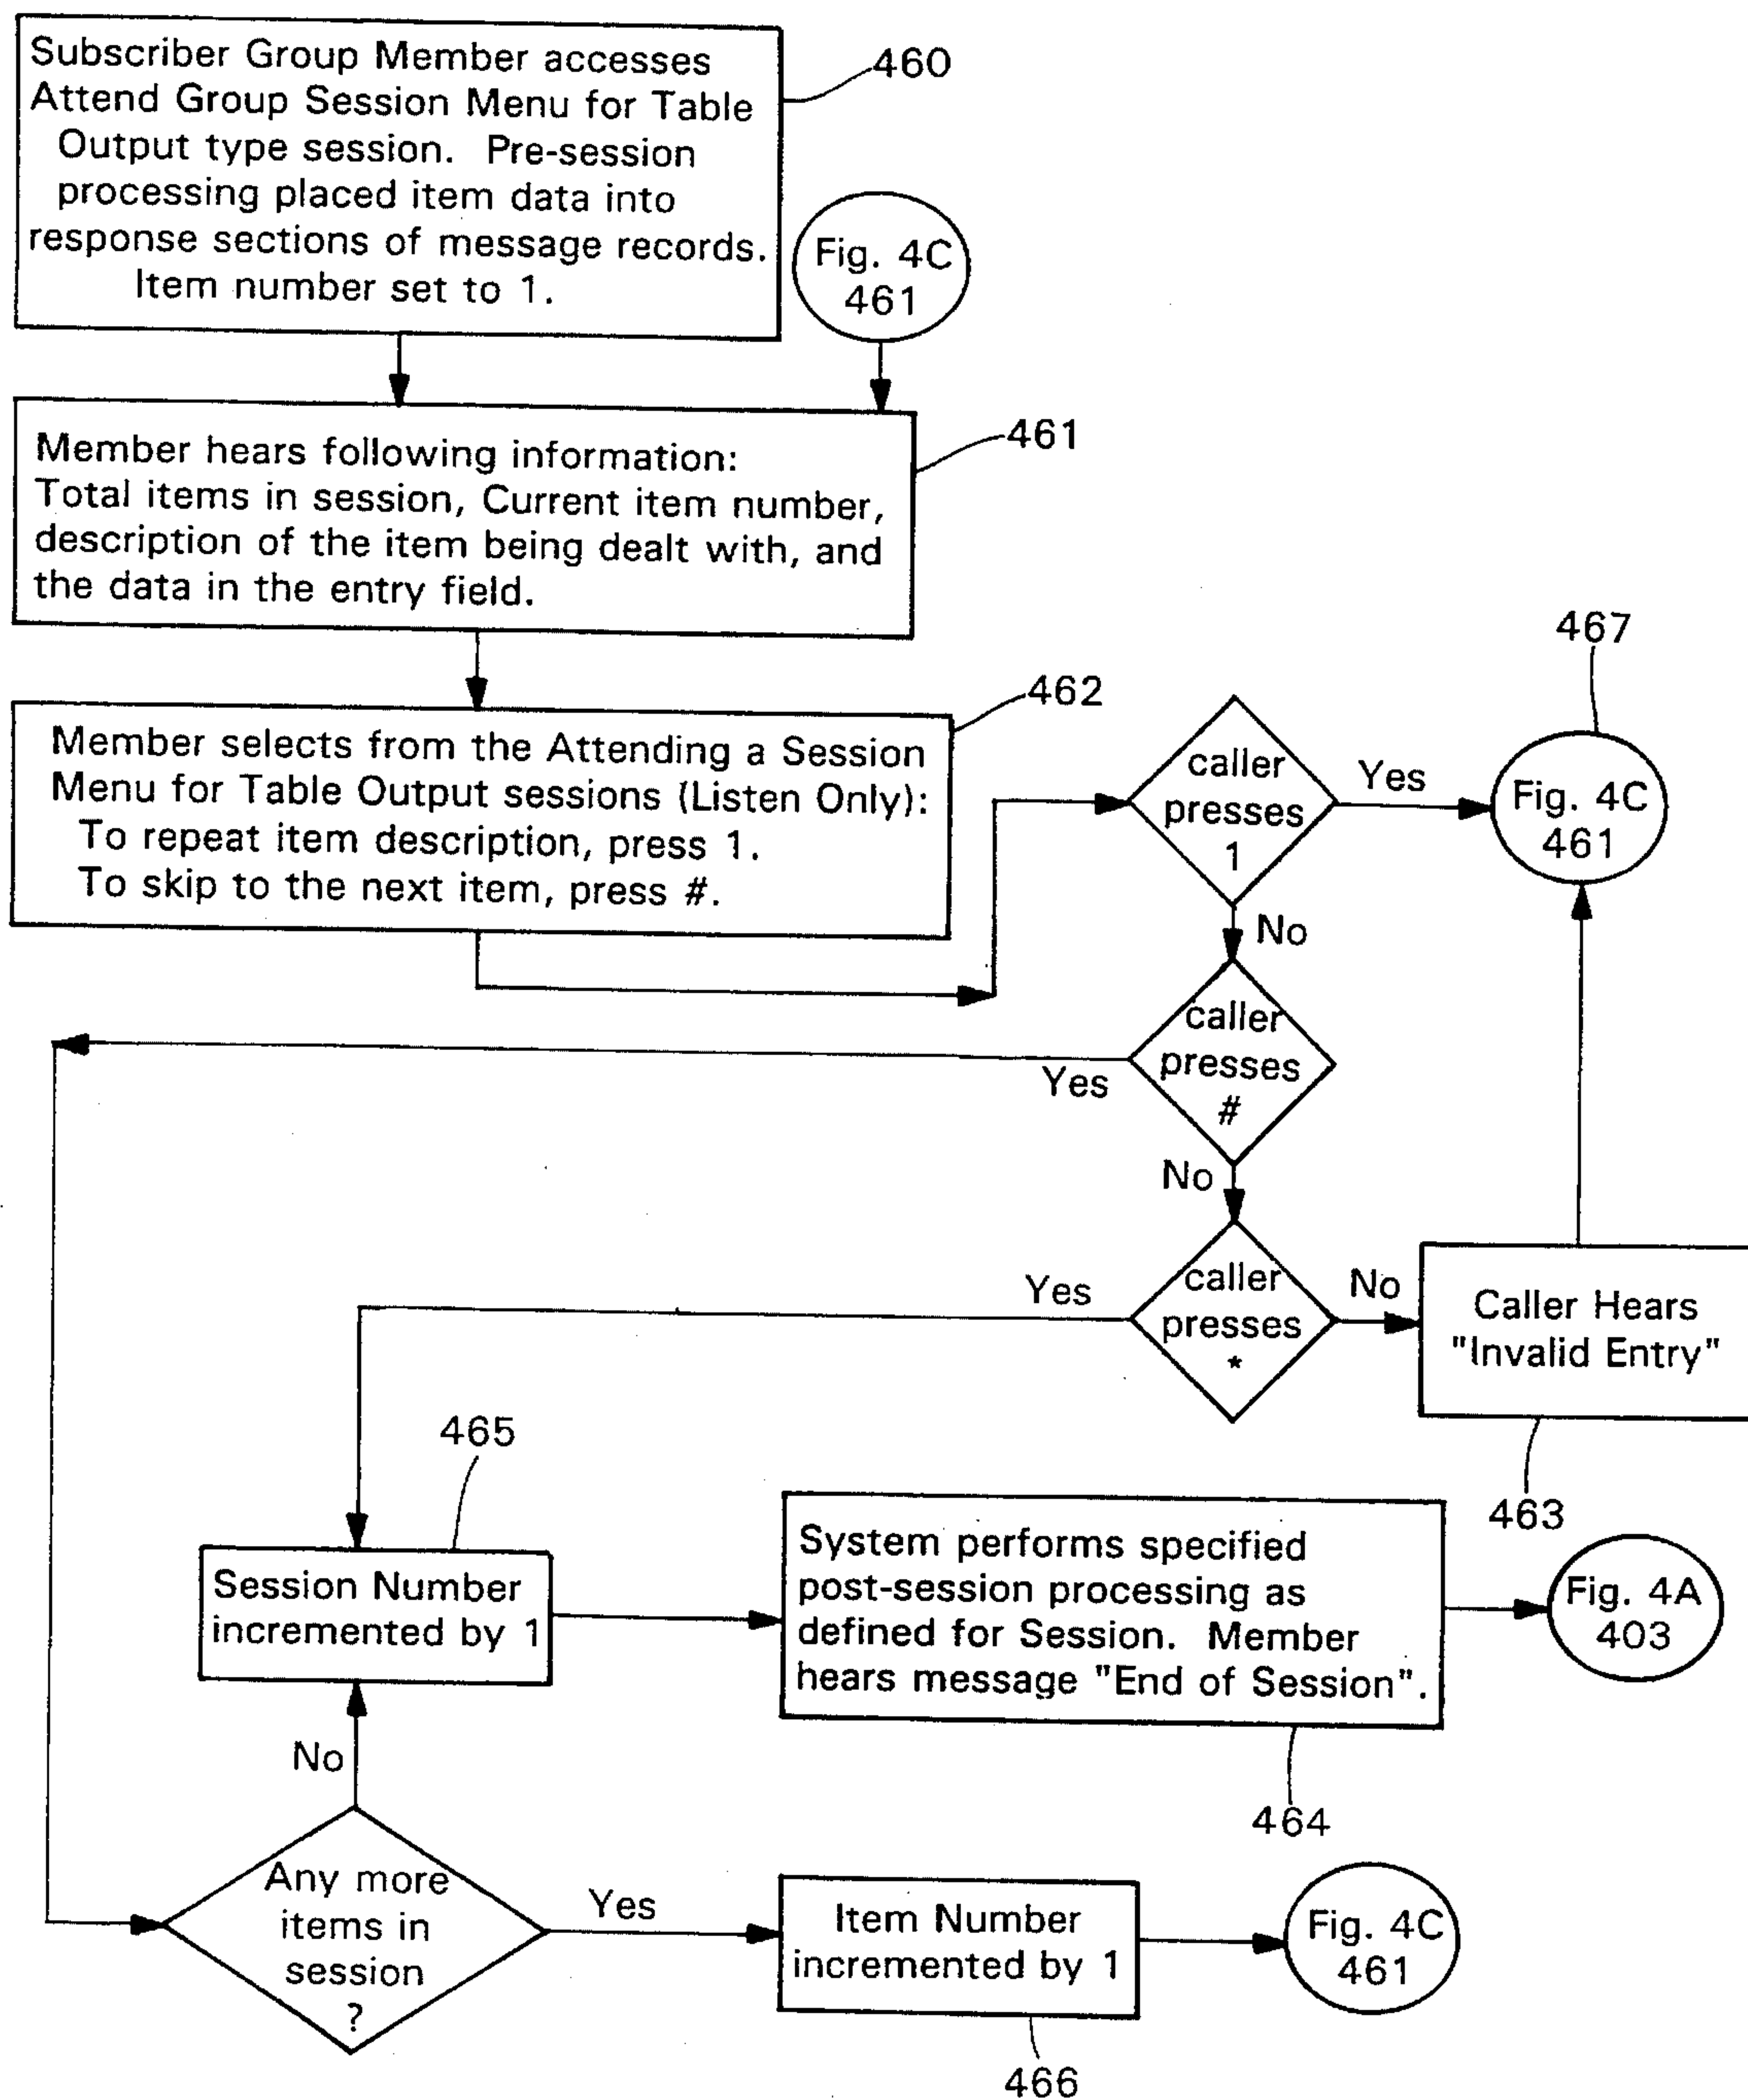 Subscriber Group Member accesses
Attend Group Session Menu for Table
Output type session. Pre-session
processing placed item data into
response sections of message records.
Item number set to 1.
460
Fig. 4C
461
Member hears following information:
Total items in session, Current item number,
description of the item being dealt with, and
the data in the entry field.
461
Member selects from the Attending a Session
Menu for Table Output sessions (Listen Only):
To repeat item description, press 1.
To skip to the next item, press #.
462
caller
presses
1
Yes
467
Fig. 4C
461
No
caller
presses
#
Yes
No
caller
presses
*
Yes
No
Caller Hears
"Invalid Entry"
463
465
Session Number
incremented by 1
System performs specified
post-session processing as
defined for Session. Member
hears message "End of Session".
464
Fig. 4A
403
No
Any more
items in
session
?
Yes
Item Number
incremented by 1
466
Fig. 4C
461